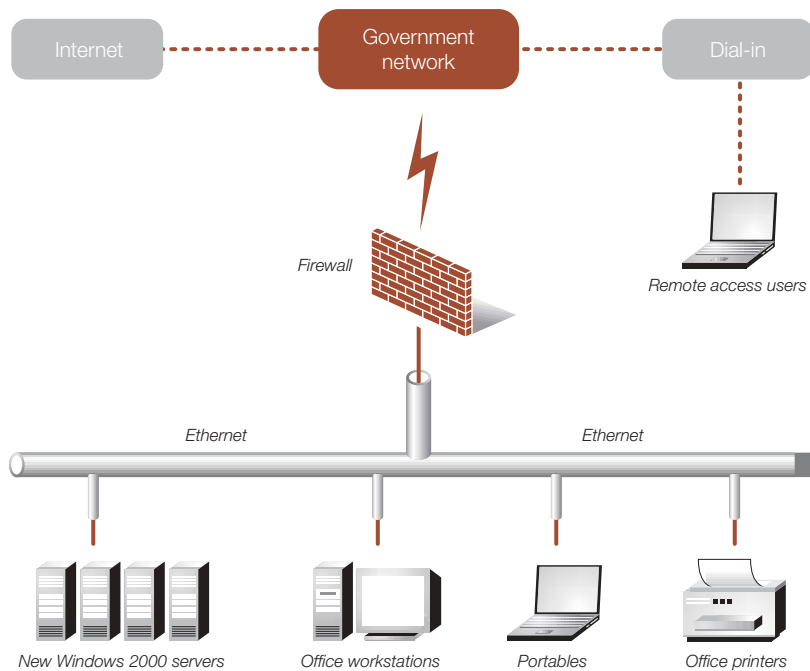 Internet
Government
network
Dial-in
Firewall
Remote access users
Ethernet
Ethernet
New Windows 2000 servers
Office workstations
Portables
Office printers